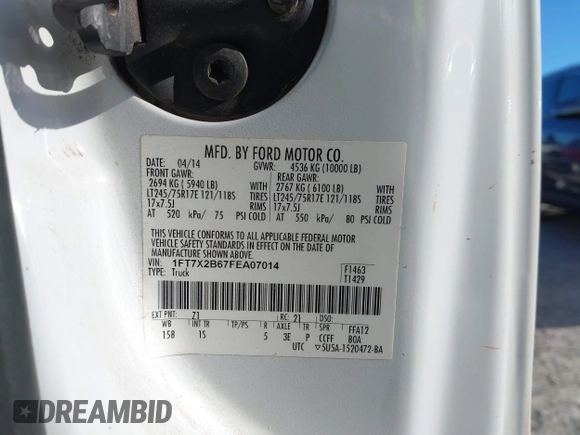 MFD. BY FORD MOTOR CO.
DATE: 04/14 GVWR: 4536 KG (10000 LB)
FRONT GAWR: REAR GAWR:
2694 KG ( 5940 LB) WITH 2767 KG ( 6100 LB) WITH
LT245/75R17E 121/118S TIRES LT245/75R17E 121/118S TIRES
17x7.5J RIMS 17x7.5J RIMS
AT 520 kPa/ 75 PSI COLD AT 550 kPa/ 80 PSI COLD
THIS VEHICLE CONFORMS TO ALL APPLICABLE FEDERAL MOTOR
VEHICLE SAFETY STANDARDS IN EFFECT ON THE DATE OF
MANUFACTURE SHOWN ABOVE.
VIN: 1FT7X2B67FEA07014 F1463
TYPE: Truck T1429
EXT PNT: Z1 RC: 21 DSO:
WB INT TR TP/PS R AXLE TR SPR FFA12
158 15 5 3E P CCFF BOA
UTC ▽5U5A-1520472-BA
DREAMBID